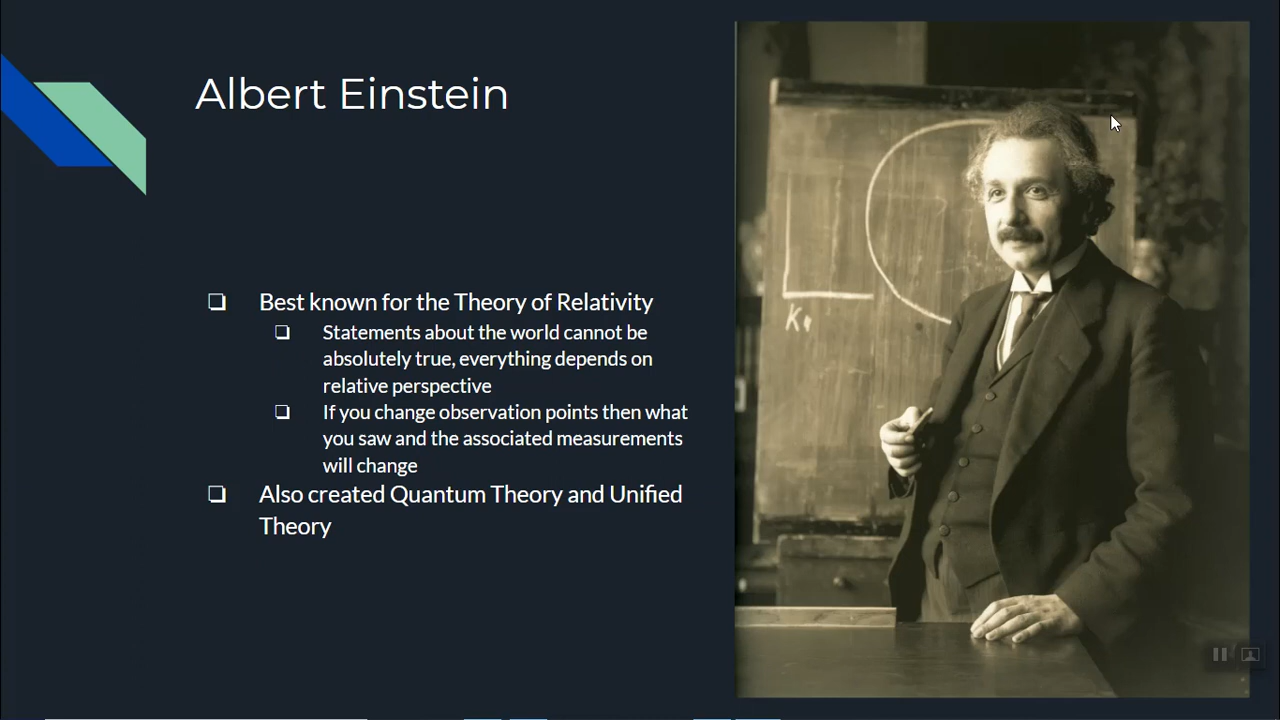 Albert Einstein
Best known for the Theory of Relativity
Statements about the world cannot be
absolutely true, everything depends on
relative perspective
If you change observation points then what
you saw and the associated measurements
will change
Also created Quantum Theory and Unified
Theory